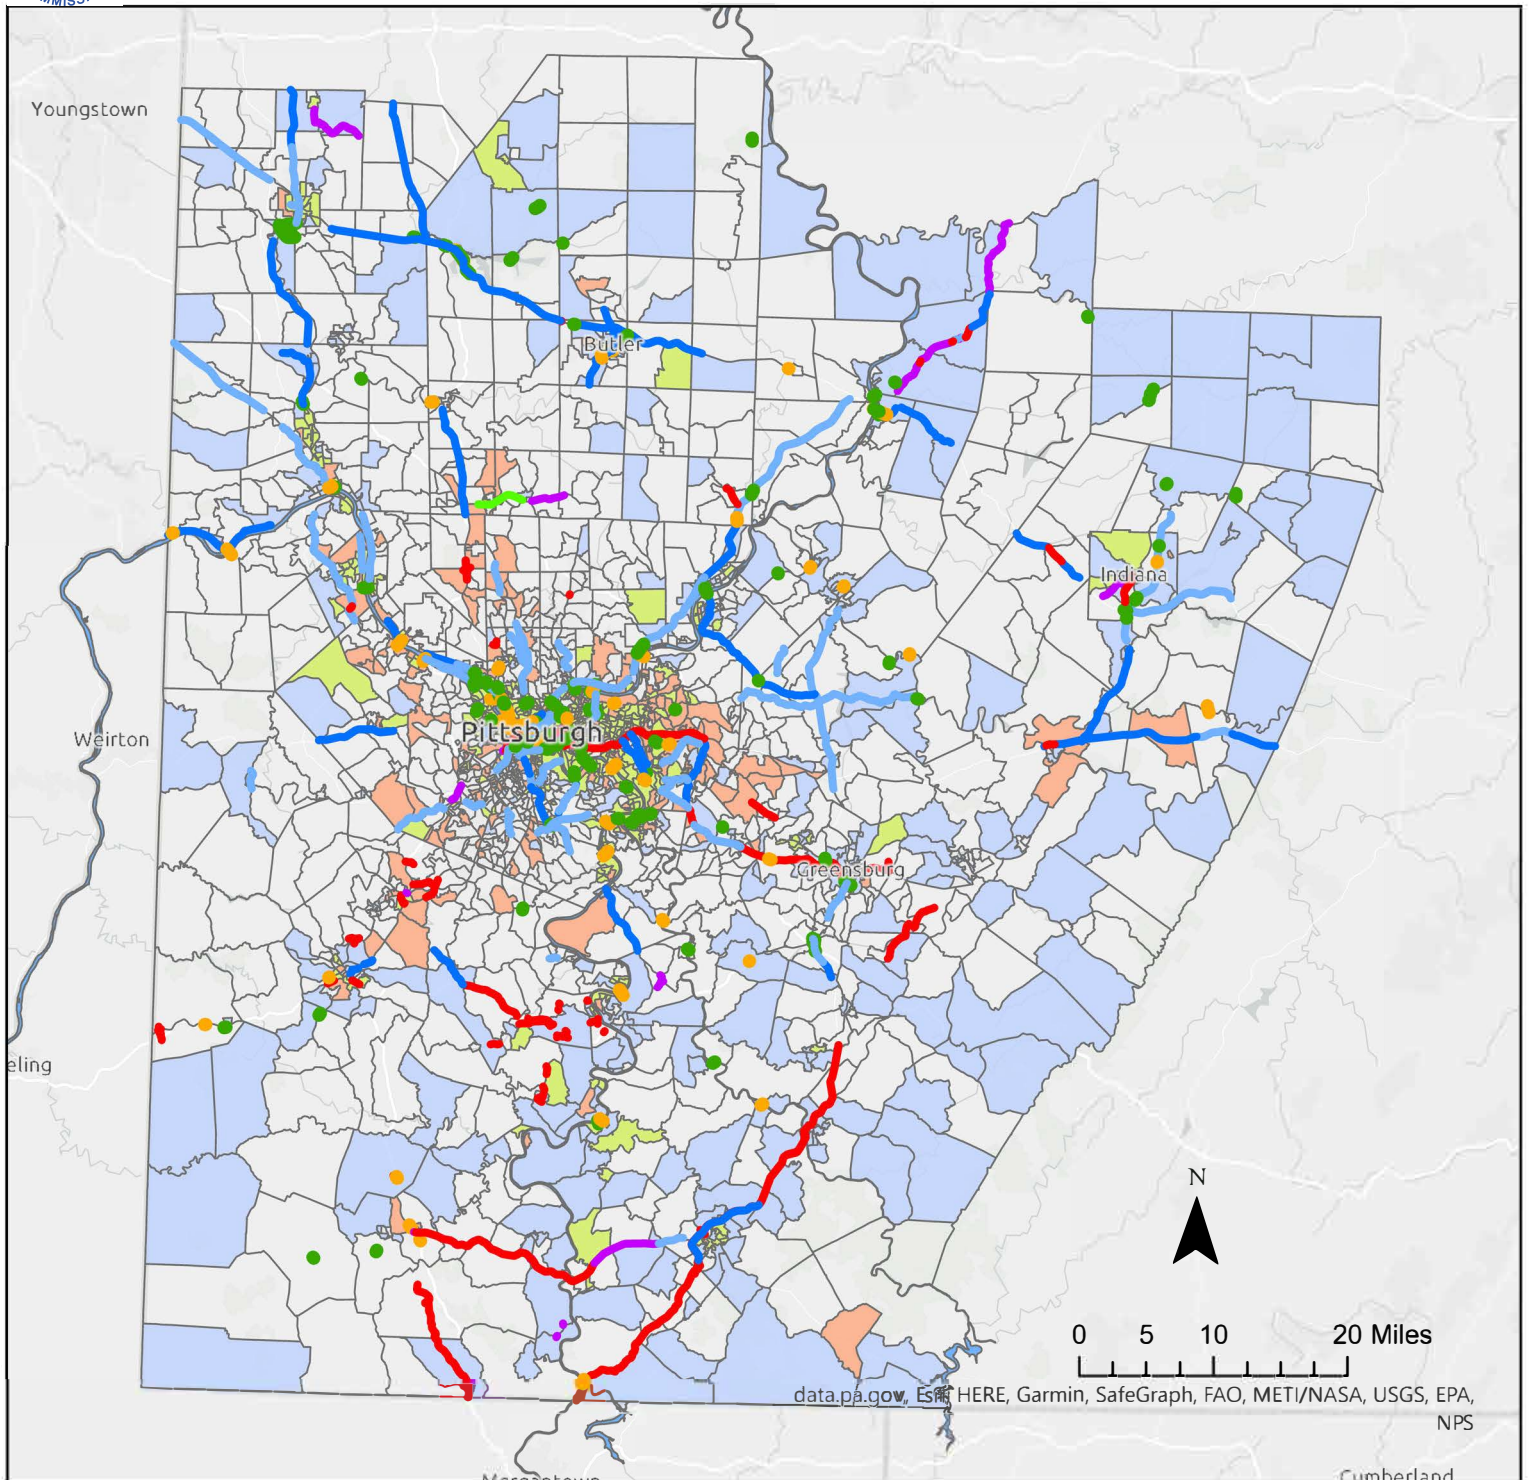 Youngstown
Butler
Indiana
Pittsburgh
Weirton
Greensburg
eling
N
0 5 10 20 Miles
data.pa.gov, Esri, HERE, Garmin, SafeGraph, FAO, METI/NASA, USGS, EPA,
NPS